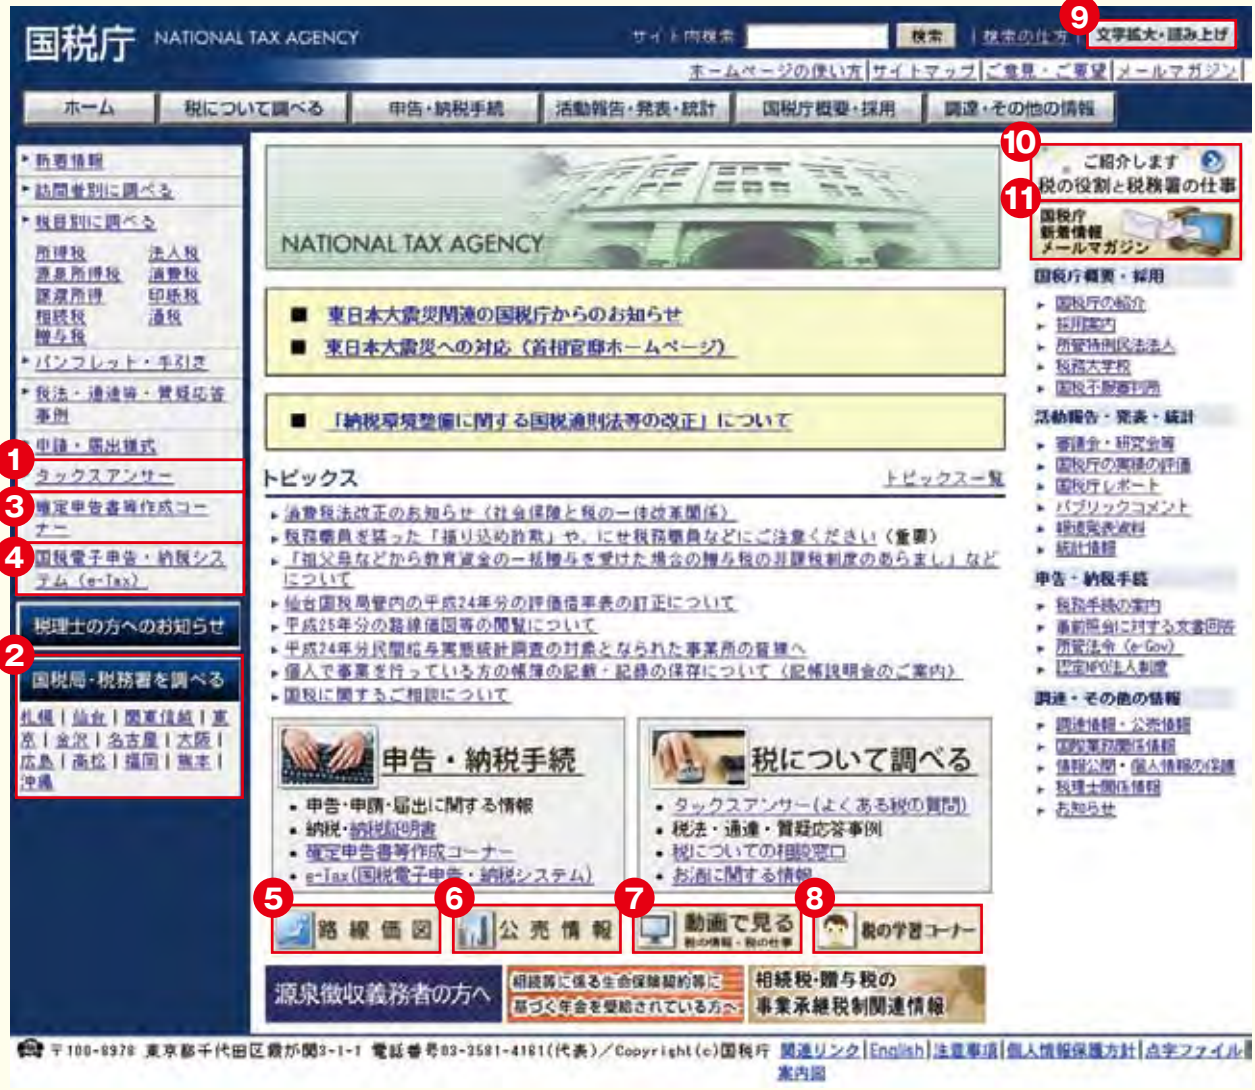 国税庁 NATIONAL TAX AGENCY
サイト内検索 検索 | 検索の仕方 | 文字拡大・読み上げ
9
ホームページの使い方|サイトマップ|ご意見・ご要望|メールマガジン|
ホーム 税について調べる 申告・納税手続 活動報告・発表・統計 国税庁概要・採用 調達・その他の情報
新着情報
訪問者別に調べる
税目別に調べる
所得税 法人税
源泉所得税 消費税
譲渡所得 印紙税
相続税 酒税
贈与税
パンフレット・手引き
税法・通達等・質疑応答
事例
申請・届出様式
1
タックスアンサー
3
確定申告書等作成コー
ナー
4
国税電子申告・納税シス
テム(e-Tax)
税理士の方へのお知らせ
2
国税局・税務署を調べる
札幌 | 仙台 | 関東信越 | 東
京 | 金沢 | 名古屋 | 大阪 |
広島 | 高松 | 福岡 | 熊本 |
沖縄
NATIONAL TAX AGENCY
■ 東日本大震災関連の国税庁からのお知らせ
■ 東日本大震災への対応(首相官邸ホームページ)
■ 「納税環境整備に関する国税通則法等の改正」について
トピックス トピックス一覧
消費税法改正のお知らせ(社会保障と税の一体改革関係)
税務職員を装った「振り込め詐欺」や、にせ税務職員などにご注意ください(重要)
「祖父母などから教育資金の一括贈与を受けた場合の贈与税の非課税制度のあらまし」など
について
仙台国税局管内の平成24年分の評価倍率表の訂正について
平成25年分の路線価図等の閲覧について
平成24年分民間給与実態統計調査の対象となられた事業所の皆様へ
個人で事業を行っている方の帳簿の記載・記録の保存について(記帳説明会のご案内)
国税に関するご相談について
申告・納税手続
・申告・申請・届出に関する情報
・納税・納税証明書
・確定申告書等作成コーナー
・e-Tax(国税電子申告・納税システム)
税について調べる
・タックスアンサー(よくある税の質問)
・税法・通達・質疑応答事例
・税についての相談窓口
・お酒に関する情報
5
路線価図
6
公売情報
7
動画で見る
税の情報・税の仕事
8
税の学習コーナー
源泉徴収義務者の方へ
相続等に係る生命保険契約等に
基づく年金を受給されている方へ
相続税・贈与税の
事業承継税制関連情報
10
ご紹介します
税の役割と税務署の仕事
11
国税庁
新着情報
メールマガジン
国税庁概要・採用
国税庁の紹介
採用案内
所管特例民法法人
税務大学校
国税不服審判所
活動報告・発表・統計
審議会・研究会等
国税庁の実績の評価
国税庁レポート
パブリックコメント
報道発表資料
統計情報
申告・納税手続
税務手続の案内
事前照会に対する文書回答
所管法令(e-Gov)
認定NPO法人制度
調達・その他の情報
調達情報・公売情報
国税業務関係情報
情報公開・個人情報の保護
税理士関係情報
お知らせ
〒100-8978 東京都千代田区霞が関3-1-1 電話番号03-3581-4161(代表)/Copyright(c)国税庁 関連リンク|English|注意事項|個人情報保護方針|点字ファイル
案内図